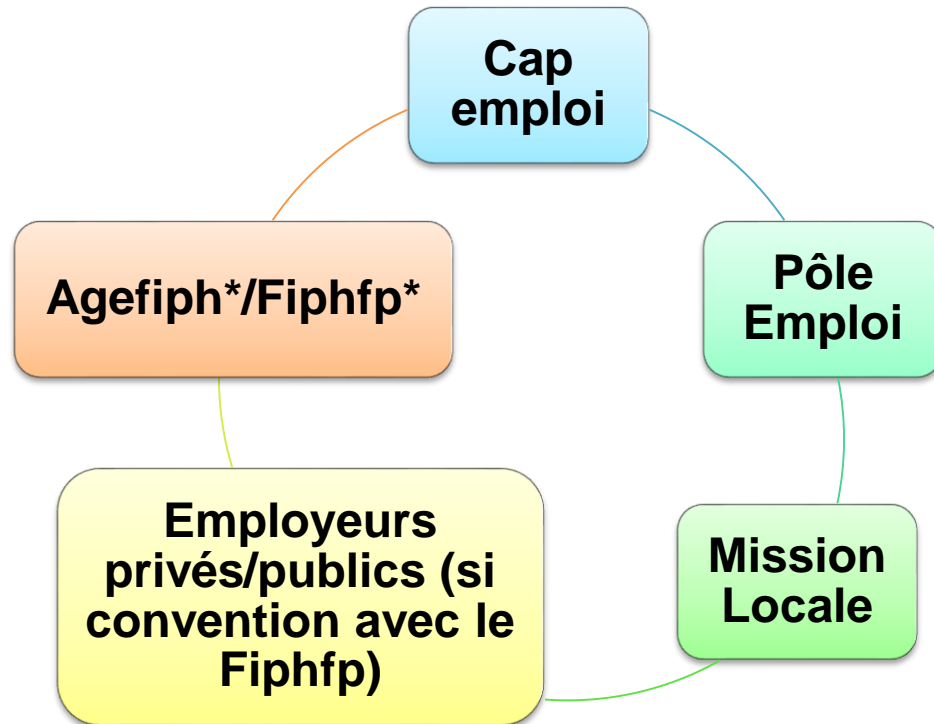 Cap
emploi
Agefiph*/Fiphfp*
Pôle
Emploi
Employeurs
privés/publics (si
convention avec le
Fiphfp)
Mission
Locale